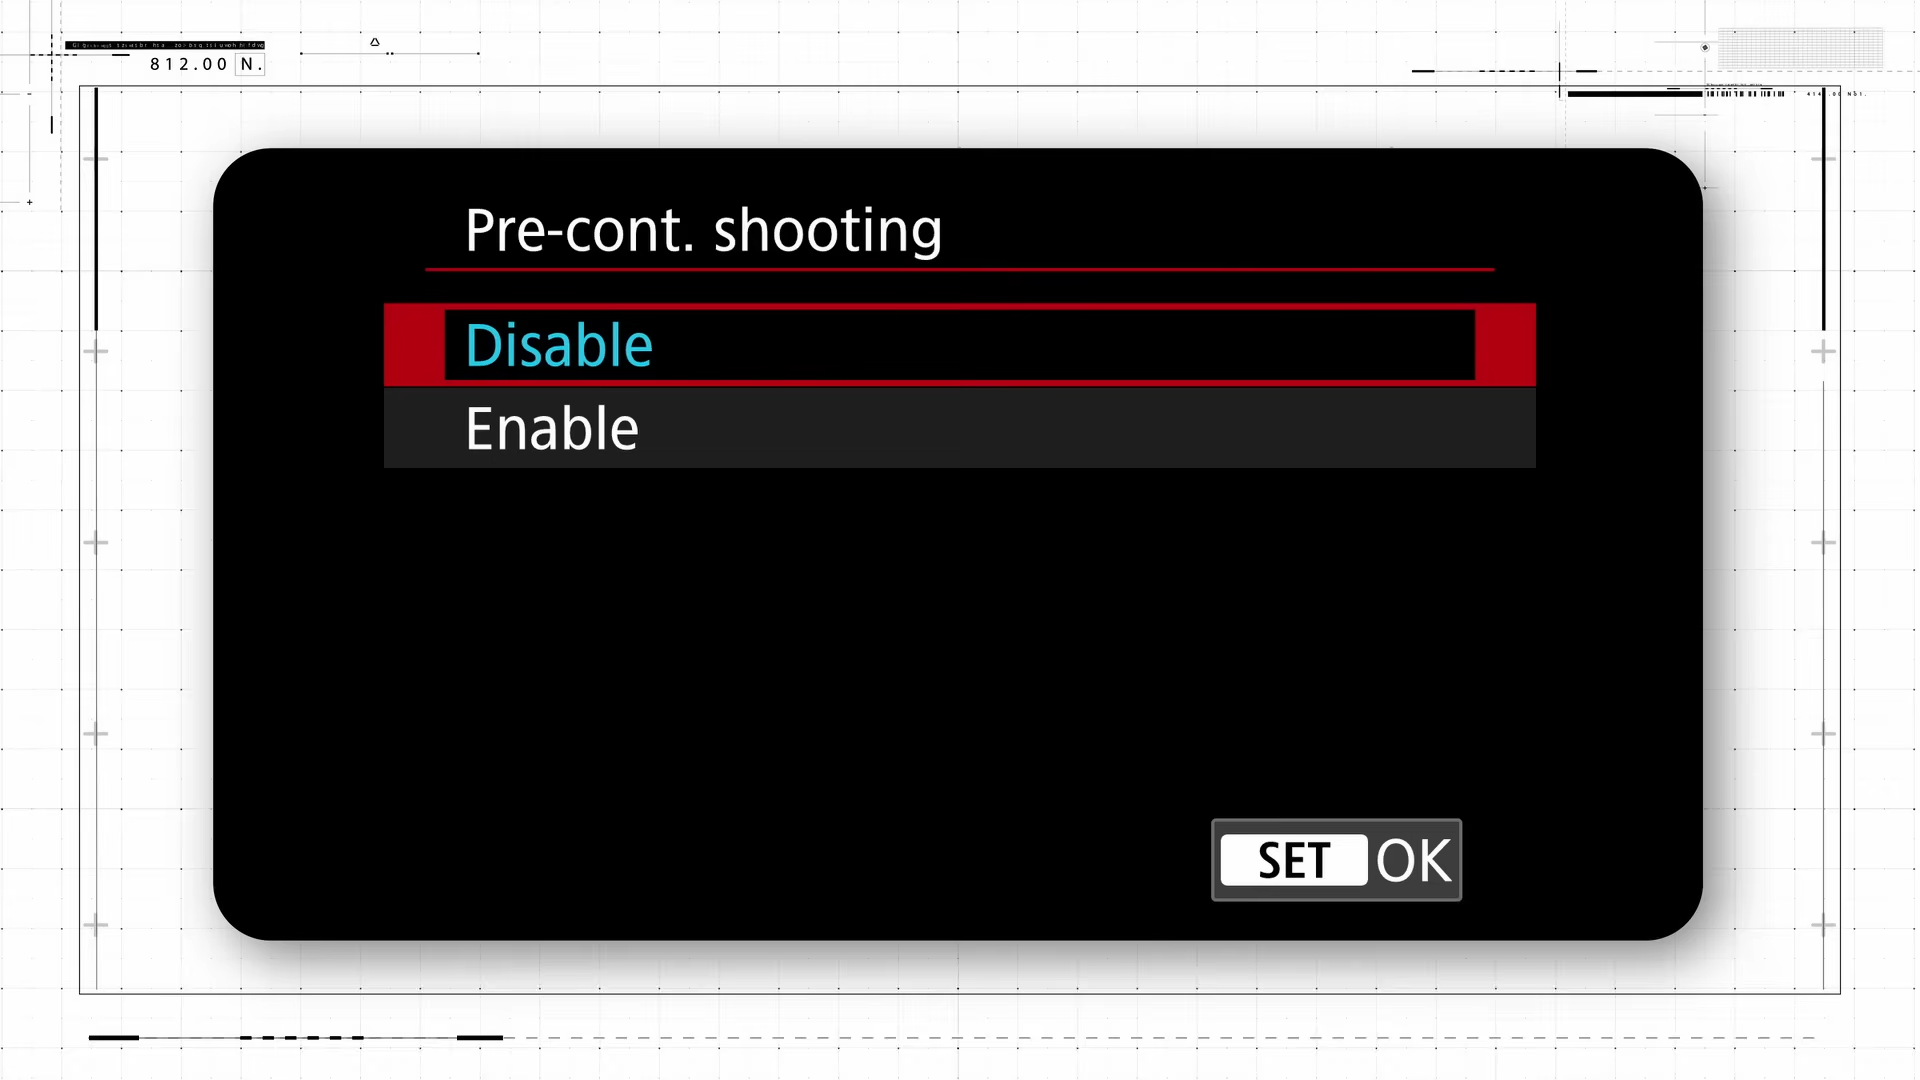 812.00 N.
Pre-cont. shooting
Disable
Enable
SET OK